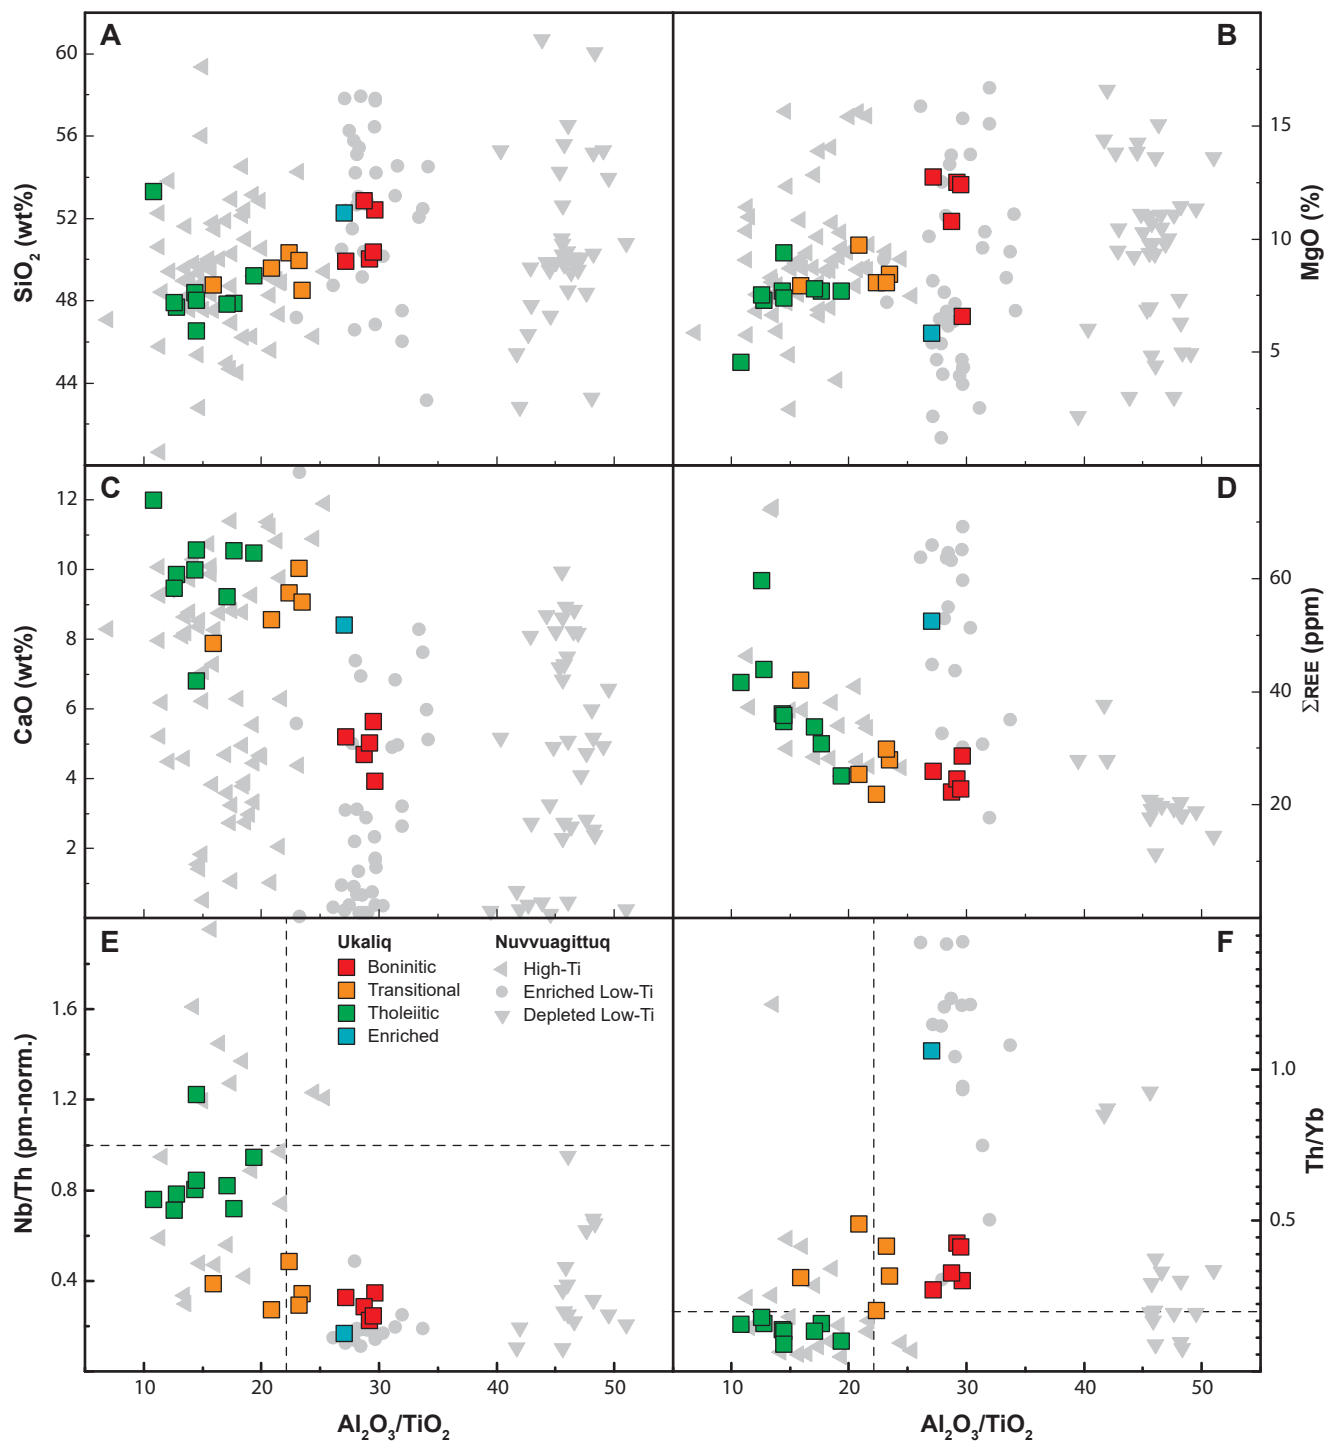 A
B
60
56
52
48
44
SiO₂ (wt%)
15
10
5
MgO (%)
C
D
12
10
8
6
4
2
CaO (wt%)
60
40
20
ΣREE (ppm)
E
F
Ukaliq
Boninitic
Transitional
Tholeiitic
Enriched
Nuvvuagittuq
High-Ti
Enriched Low-Ti
Depleted Low-Ti
1.6
1.2
0.8
0.4
Nb/Th (pm-norm.)
1.0
0.5
Th/Yb
10 20 30 40 50
10 20 30 40 50
Al₂O₃/TiO₂
Al₂O₃/TiO₂